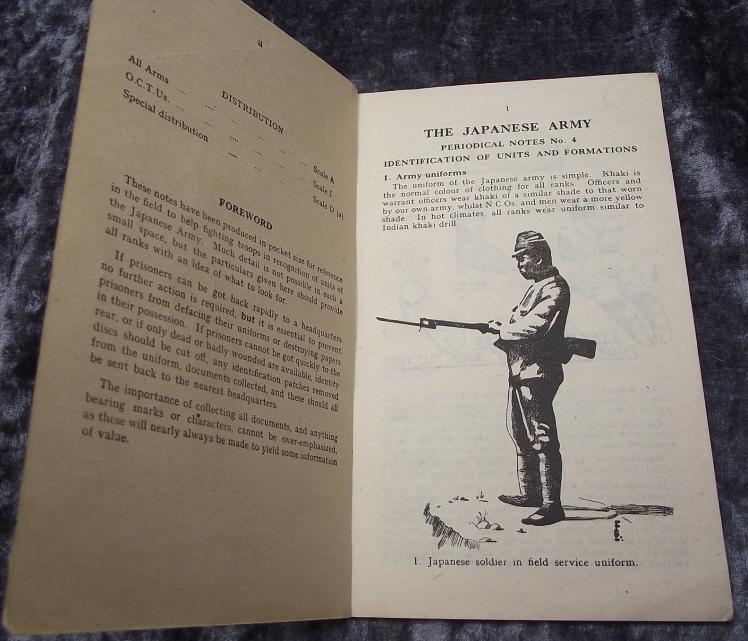 ii
DISTRIBUTION
All Arms ... ... ... ... ... Scale A
O.C.T.Us. ... ... ... ... ... Scale I
Special distribution ... ... ... Scale D (a)
FOREWORD
These notes have been produced in pocket size for reference
in the field to help fighting troops in recognition of units of
the Japanese Army. Much detail is not possible in such a
small space, but the particulars given here should provide
all ranks with an idea of what to look for.
If prisoners can be got back rapidly to a headquarters
no further action is required, but it is essential to prevent
prisoners from defacing their uniforms or destroying papers
in their possession. If prisoners cannot be got quickly to the
rear, or if only dead or badly wounded are available, identity
discs should be cut off, any identification patches removed
from the uniform, documents collected, and these should all
be sent back to the nearest headquarters.
The importance of collecting all documents, and anything
bearing marks or characters, cannot be over-emphasized,
as these will nearly always be made to yield some information
of value.
1
THE JAPANESE ARMY
PERIODICAL NOTES No. 4
IDENTIFICATION OF UNITS AND FORMATIONS
1. Army uniforms
The uniform of the Japanese army is simple. Khaki is
the normal colour of clothing for all ranks. Officers and
warrant officers wear khaki of a similar shade to that worn
by our own army, whilst N C Os. and men wear a more yellow
shade. In hot climates, all ranks wear uniform similar to
Indian khaki drill.
1. Japanese soldier in field service uniform.